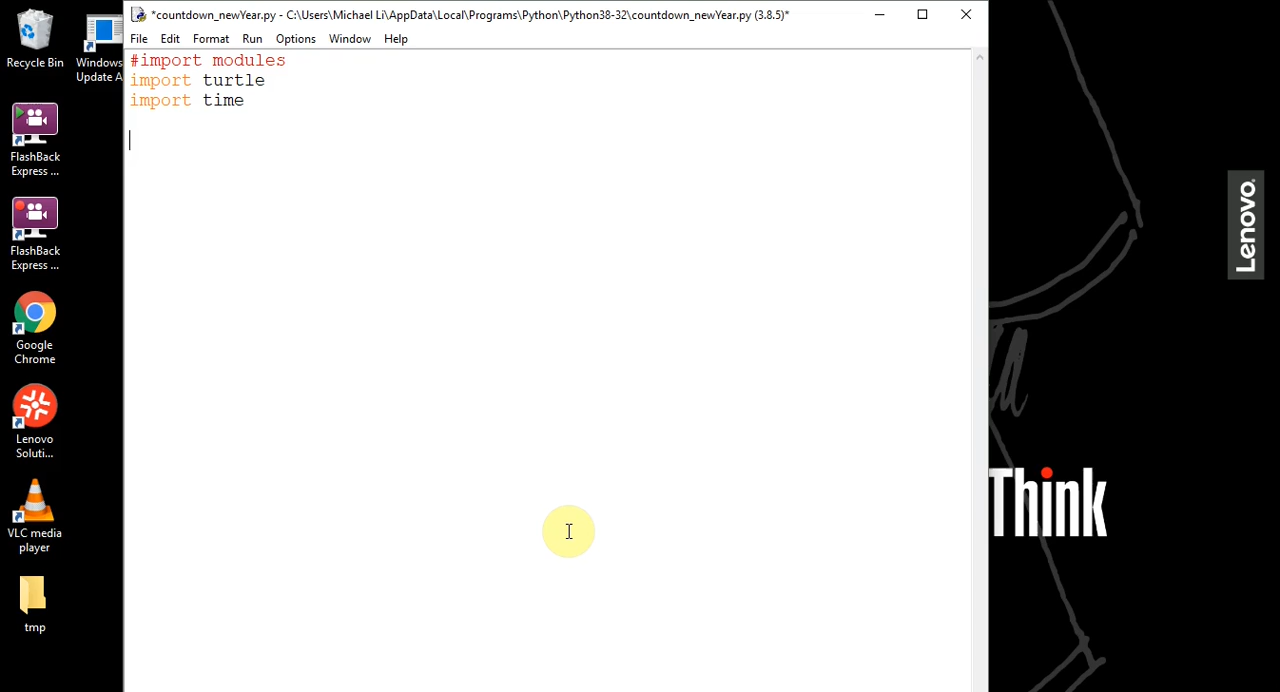 *countdown_newYear.py - C:\Users\Michael Li\AppData\Local\Programs\Python\Python38-32\countdown_newYear.py (3.8.5)*
File Edit Format Run Options Window Help
#import modules
import turtle
import time
Recycle Bin
Windows
Update A
FlashBack
Express ...
FlashBack
Express ...
Google
Chrome
Lenovo
Soluti...
VLC media
player
tmp
Lenovo
Think